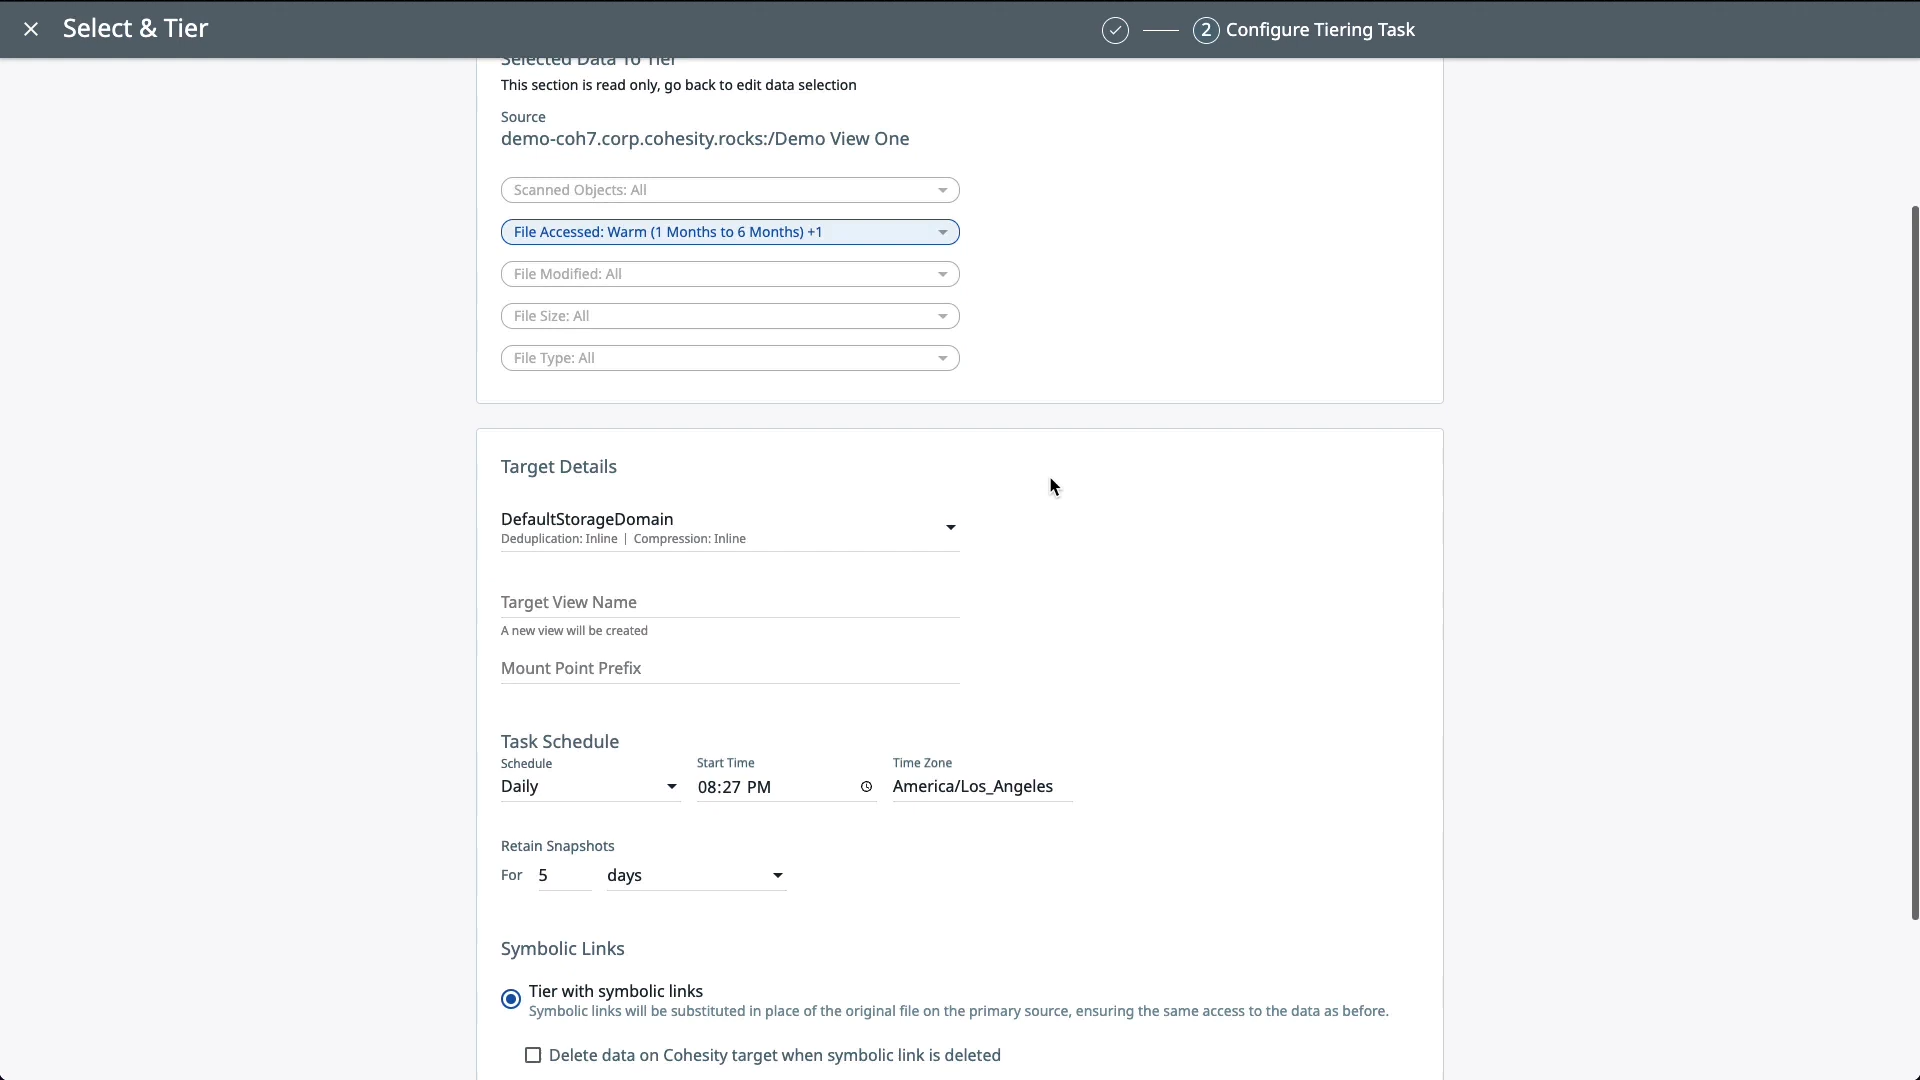 Select & Tier
2 Configure Tiering Task
Selected Data To Tier
This section is read only, go back to edit data selection
Source
demo-coh7.corp.cohesity.rocks:/Demo View One
Scanned Objects: All
File Accessed: Warm (1 Months to 6 Months) +1
File Modified: All
File Size: All
File Type: All
Target Details
DefaultStorageDomain
Deduplication: Inline | Compression: Inline
Target View Name
A new view will be created
Mount Point Prefix
Task Schedule
Schedule Start Time Time Zone
Daily 08:27 PM America/Los_Angeles
Retain Snapshots
For 5 days
Symbolic Links
Tier with symbolic links
Symbolic links will be substituted in place of the original file on the primary source, ensuring the same access to the data as before.
Delete data on Cohesity target when symbolic link is deleted